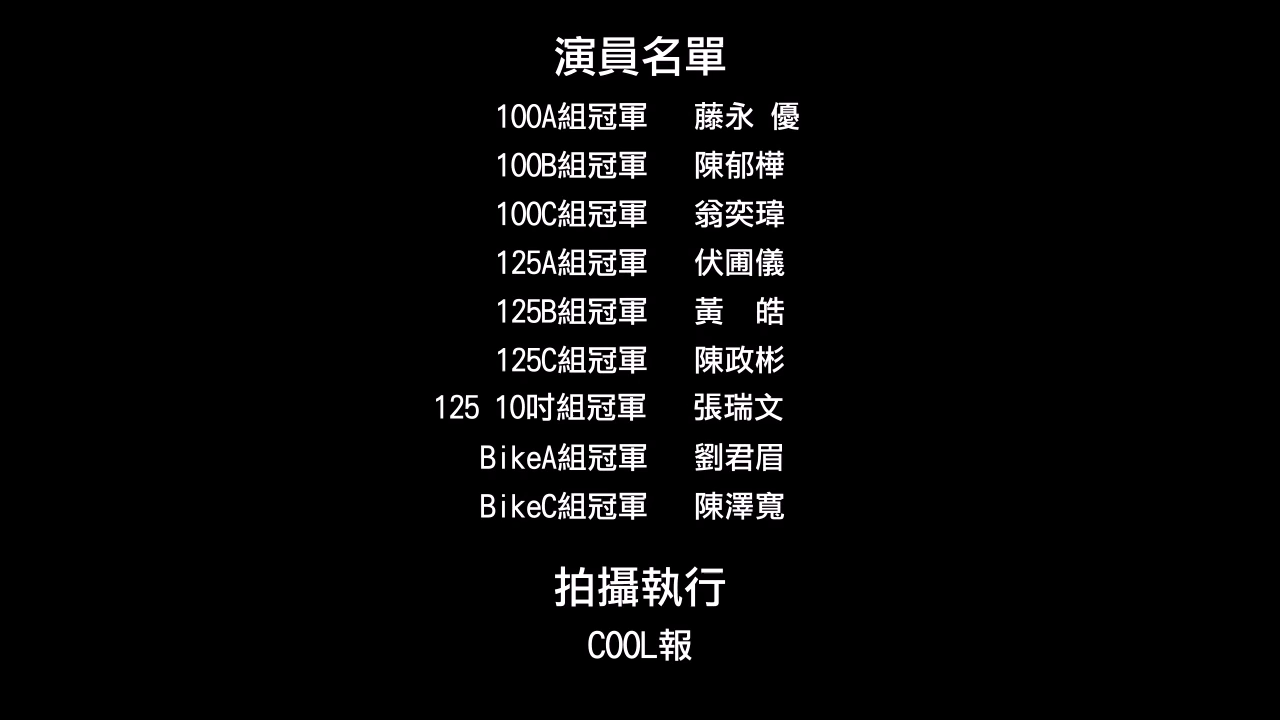 演員名單
100A組冠軍 藤永 優
100B組冠軍 陳郁樺
100C組冠軍 翁奕瑋
125A組冠軍 伏圃儀
125B組冠軍 黃　皓
125C組冠軍 陳政彬
125 10吋組冠軍 張瑞文
BikeA組冠軍 劉君眉
BikeC組冠軍 陳澤寬
拍攝執行
COOL報